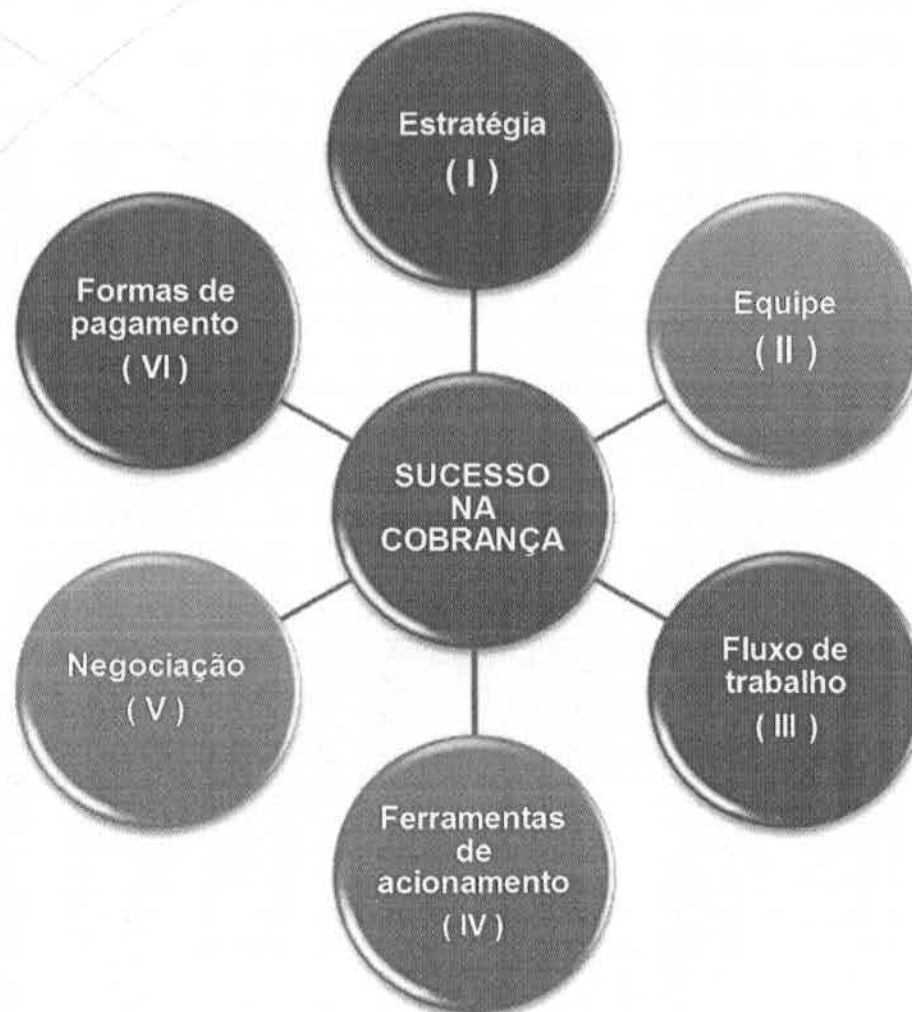 Estratégia
( I )
Equipe
( II )
Fluxo de
trabalho
( III )
Ferramentas
de
acionamento
( IV )
Negociação
( V )
Formas de
pagamento
( VI )
SUCESSO
NA
COBRANÇA